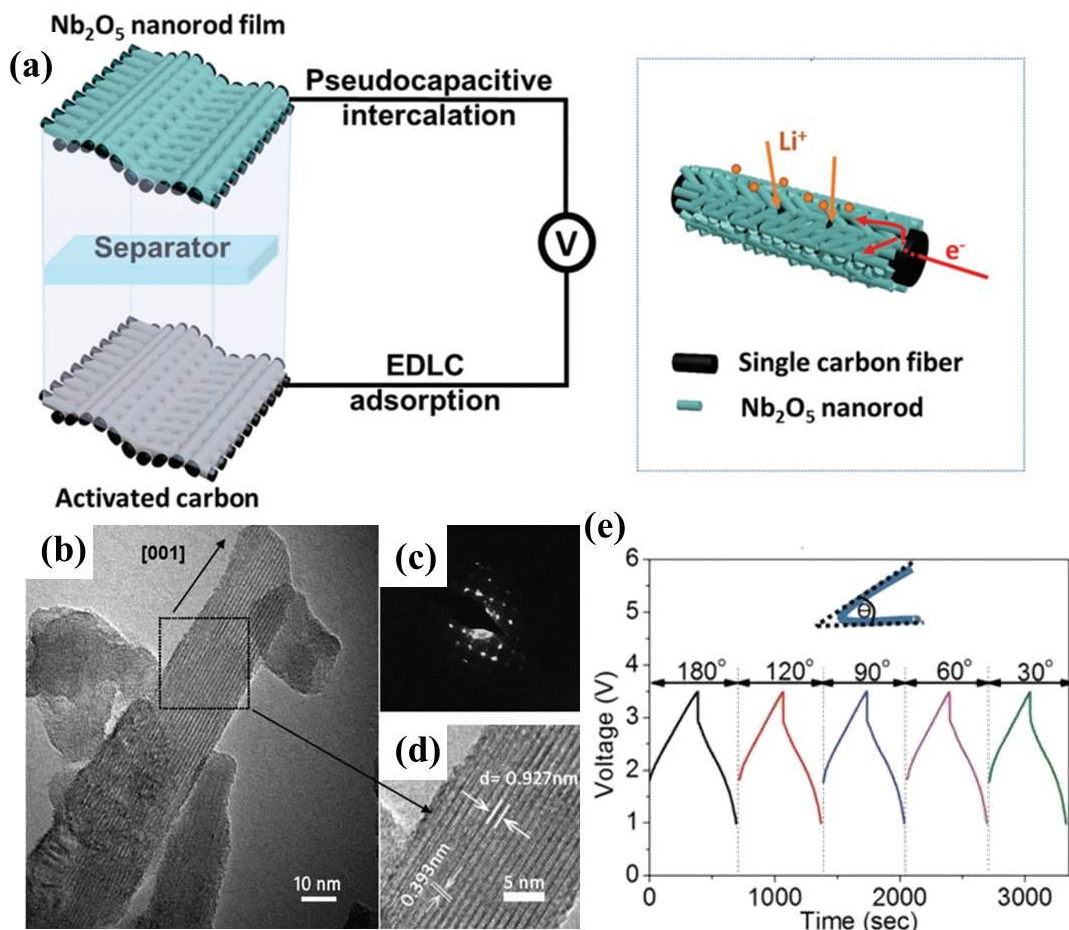 Nb₂O₅ nanorod film
(a)
Pseudocapacitive
intercalation
Separator
V
EDLC
adsorption
Activated carbon
Li⁺
e⁻
Single carbon fiber
Nb₂O₅ nanorod
(b)
[001]
10 nm
(c)
(d)
d= 0.927nm
0.393nm
5 nm
(e)
6
5
4
3
2
1
0
Voltage (V)
Θ
180° 120° 90° 60° 30°
0 1000 2000 3000
Time (sec)